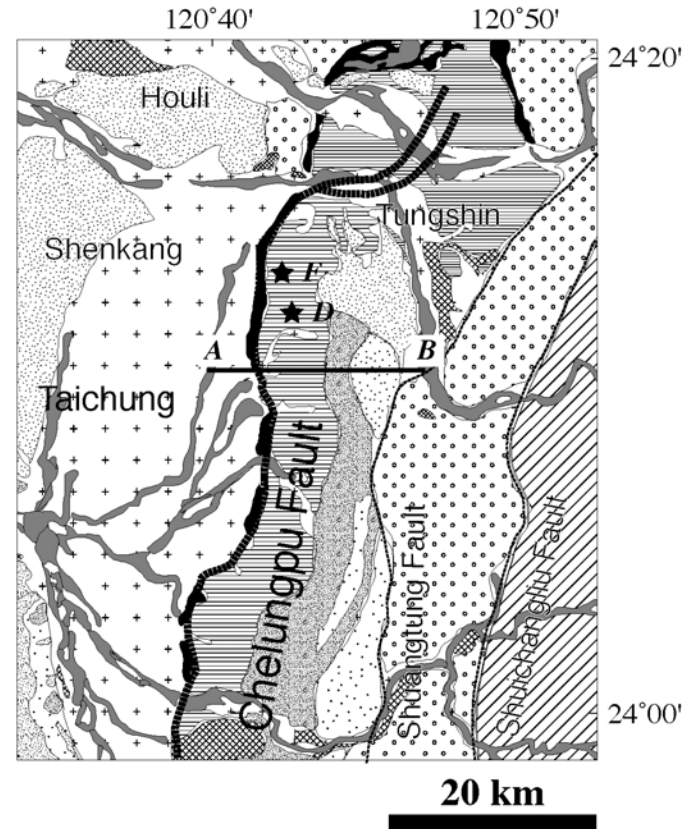 120°40' 120°50'
24°20'
Houli
Tungshin
Shenkang
F
D
A B
Taichung
Chelungpu Fault
Shuangtung Fault
Shuichangliu Fault
24°00'
20 km